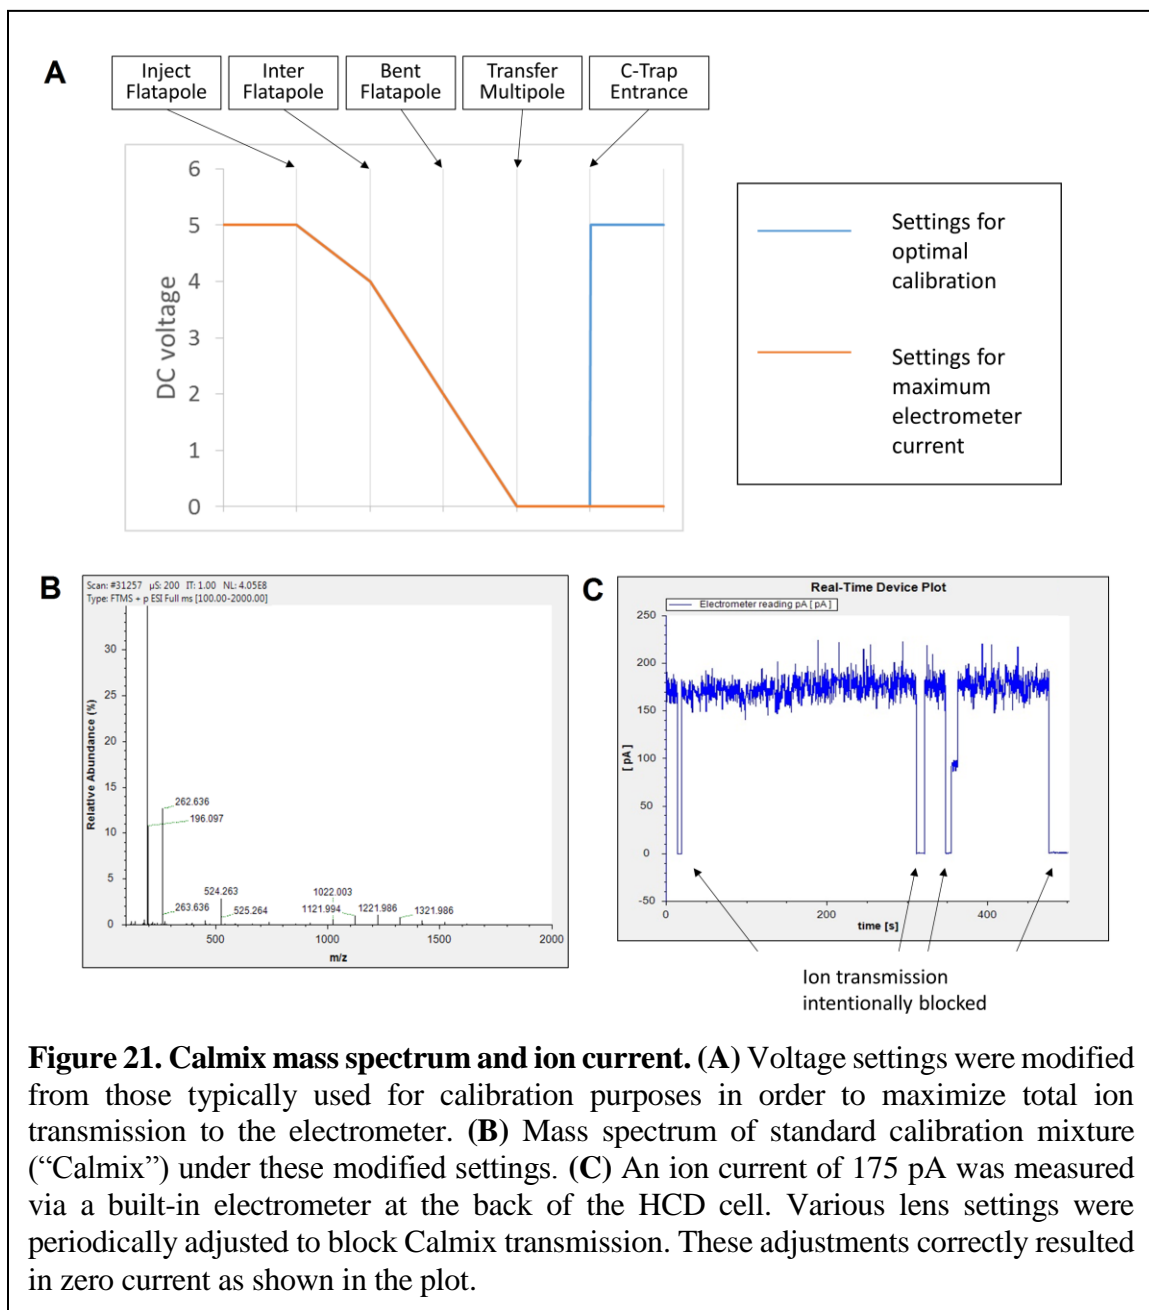 A
Inject
Flatapole
Inter
Flatapole
Bent
Flatapole
Transfer
Multipole
C-Trap
Entrance
6
5
4
3
2
1
0
DC voltage
Settings for
optimal
calibration
Settings for
maximum
electrometer
current
B
Scan: #31257 µS: 200 IT: 1.00 NL: 4.05E8
Type: FTMS + p ESI Full ms [100.00-2000.00]
30
25
20
15
10
5
0
Relative Abundance (%)
262.636
196.097
263.636
524.263
525.264
1022.003
1121.994
1221.986
1321.986
500
1000
1500
2000
m/z
C
Real-Time Device Plot
Electrometer reading pA [ pA ]
250
200
150
100
50
0
-50
[ pA ]
0
200
400
time [s]
Ion transmission
intentionally blocked
Figure 21. Calmix mass spectrum and ion current. (A) Voltage settings were modified
from those typically used for calibration purposes in order to maximize total ion
transmission to the electrometer. (B) Mass spectrum of standard calibration mixture
(“Calmix”) under these modified settings. (C) An ion current of 175 pA was measured
via a built-in electrometer at the back of the HCD cell. Various lens settings were
periodically adjusted to block Calmix transmission. These adjustments correctly resulted
in zero current as shown in the plot.